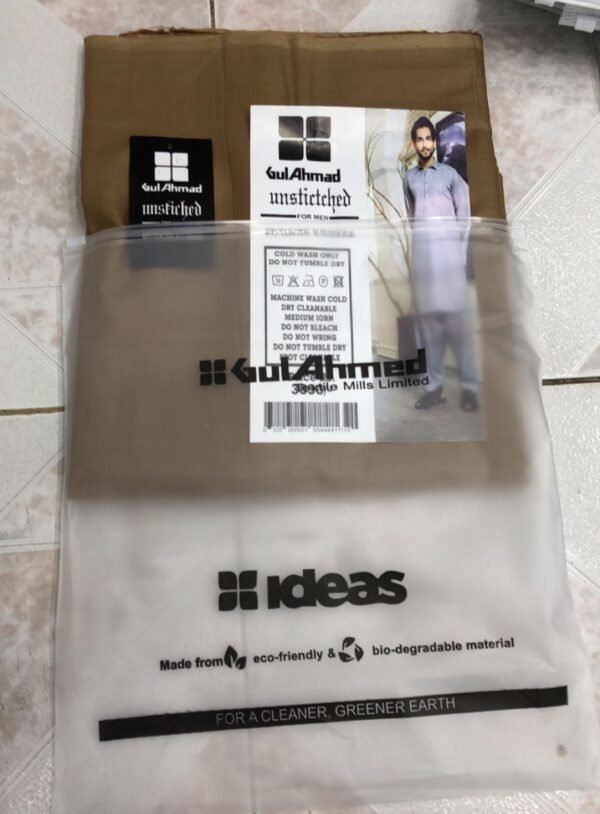 GulAhmad
unstiched
GulAhmad
unstictched
FOR MEN
COLD WASH ONLY
DO NOT TUMBLE DRY
MACHINE WASH COLD
DRY CLEANABLE
MEDIUM IORN
DO NOT BLEACH
DO NOT WRING
DO NOT TUMBLE DRY
GulAhmed
Textile Mills Limited
ideas
Made from eco-friendly & bio-degradable material
FOR A CLEANER, GREENER EARTH